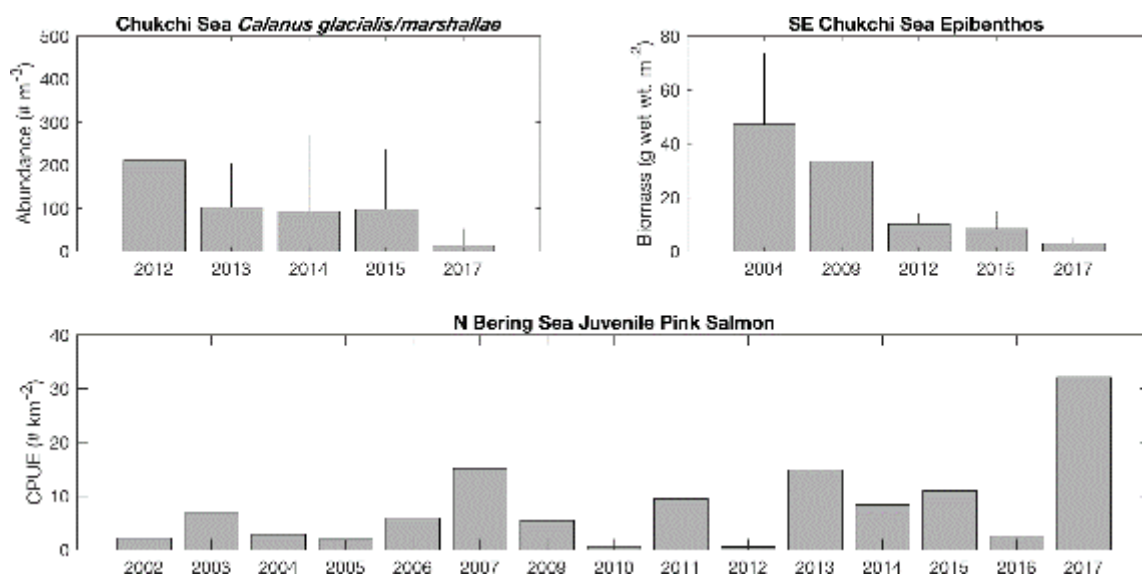 Chukchi Sea Calanus glacialis/marshallae
Abundance (# m-3)
500
400
300
200
100
0
2012 2013 2014 2015 2017
SE Chukchi Sea Epibenthos
Biomass (g wet wt. m-2)
80
60
40
20
0
2004 2009 2012 2015 2017
N Bering Sea Juvenile Pink Salmon
CPUE (# km-2)
40
30
20
10
0
2002 2003 2004 2005 2006 2007 2009 2010 2011 2012 2013 2014 2015 2016 2017